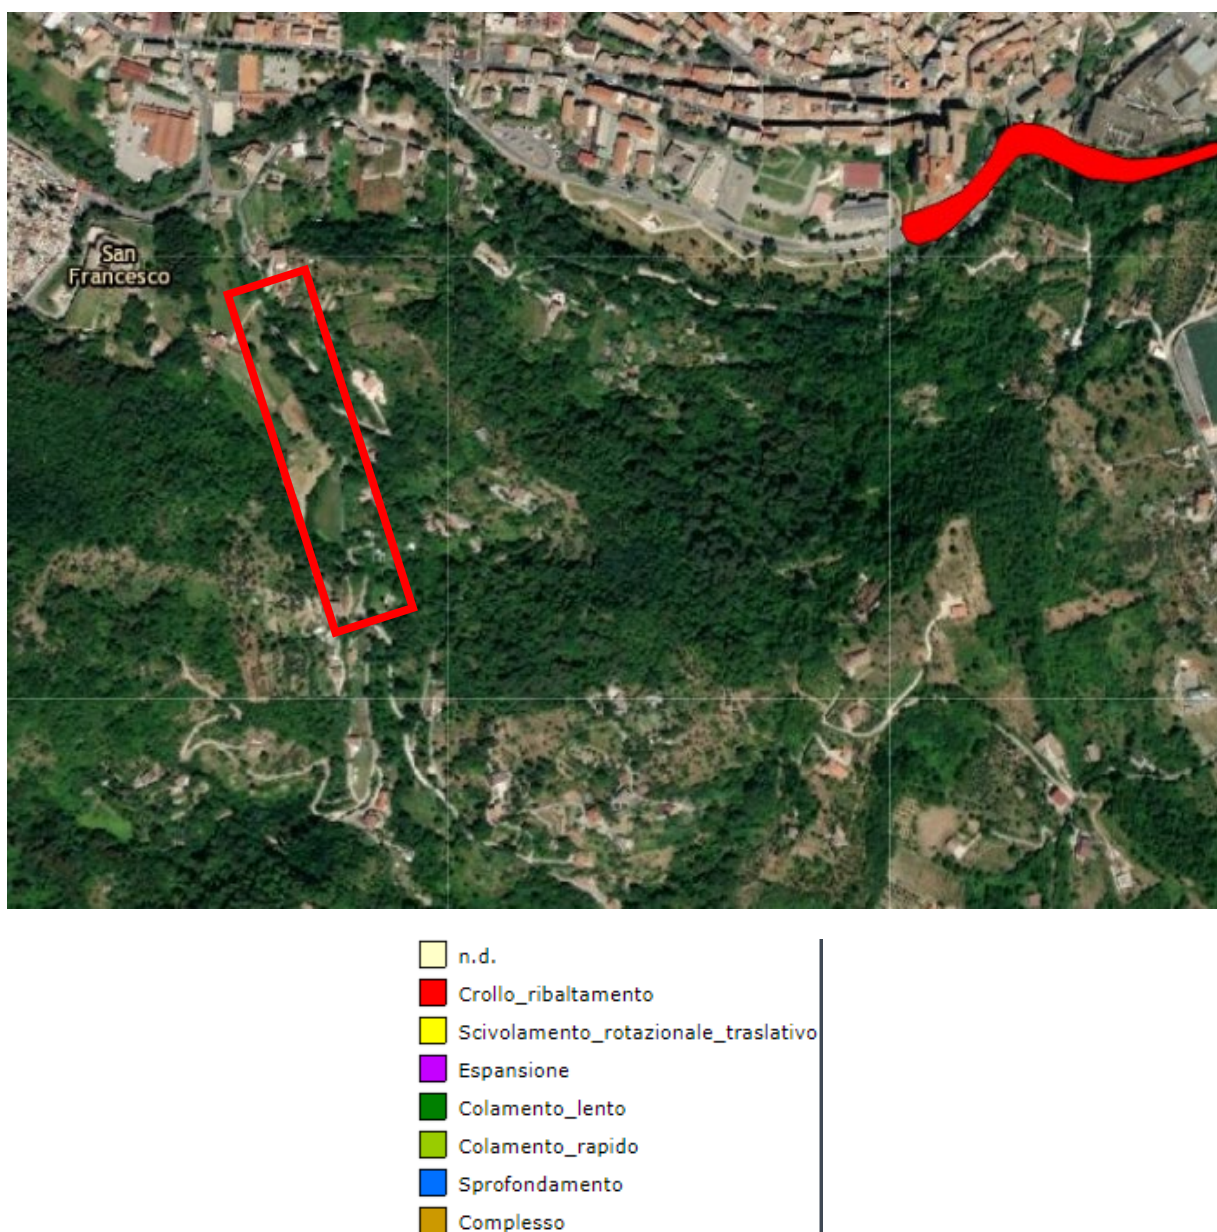 San
Francesco
n.d.
Crollo_ribaltamento
Scivolamento_rotazionale_traslativo
Espansione
Colamento_lento
Colamento_rapido
Sprofondamento
Complesso